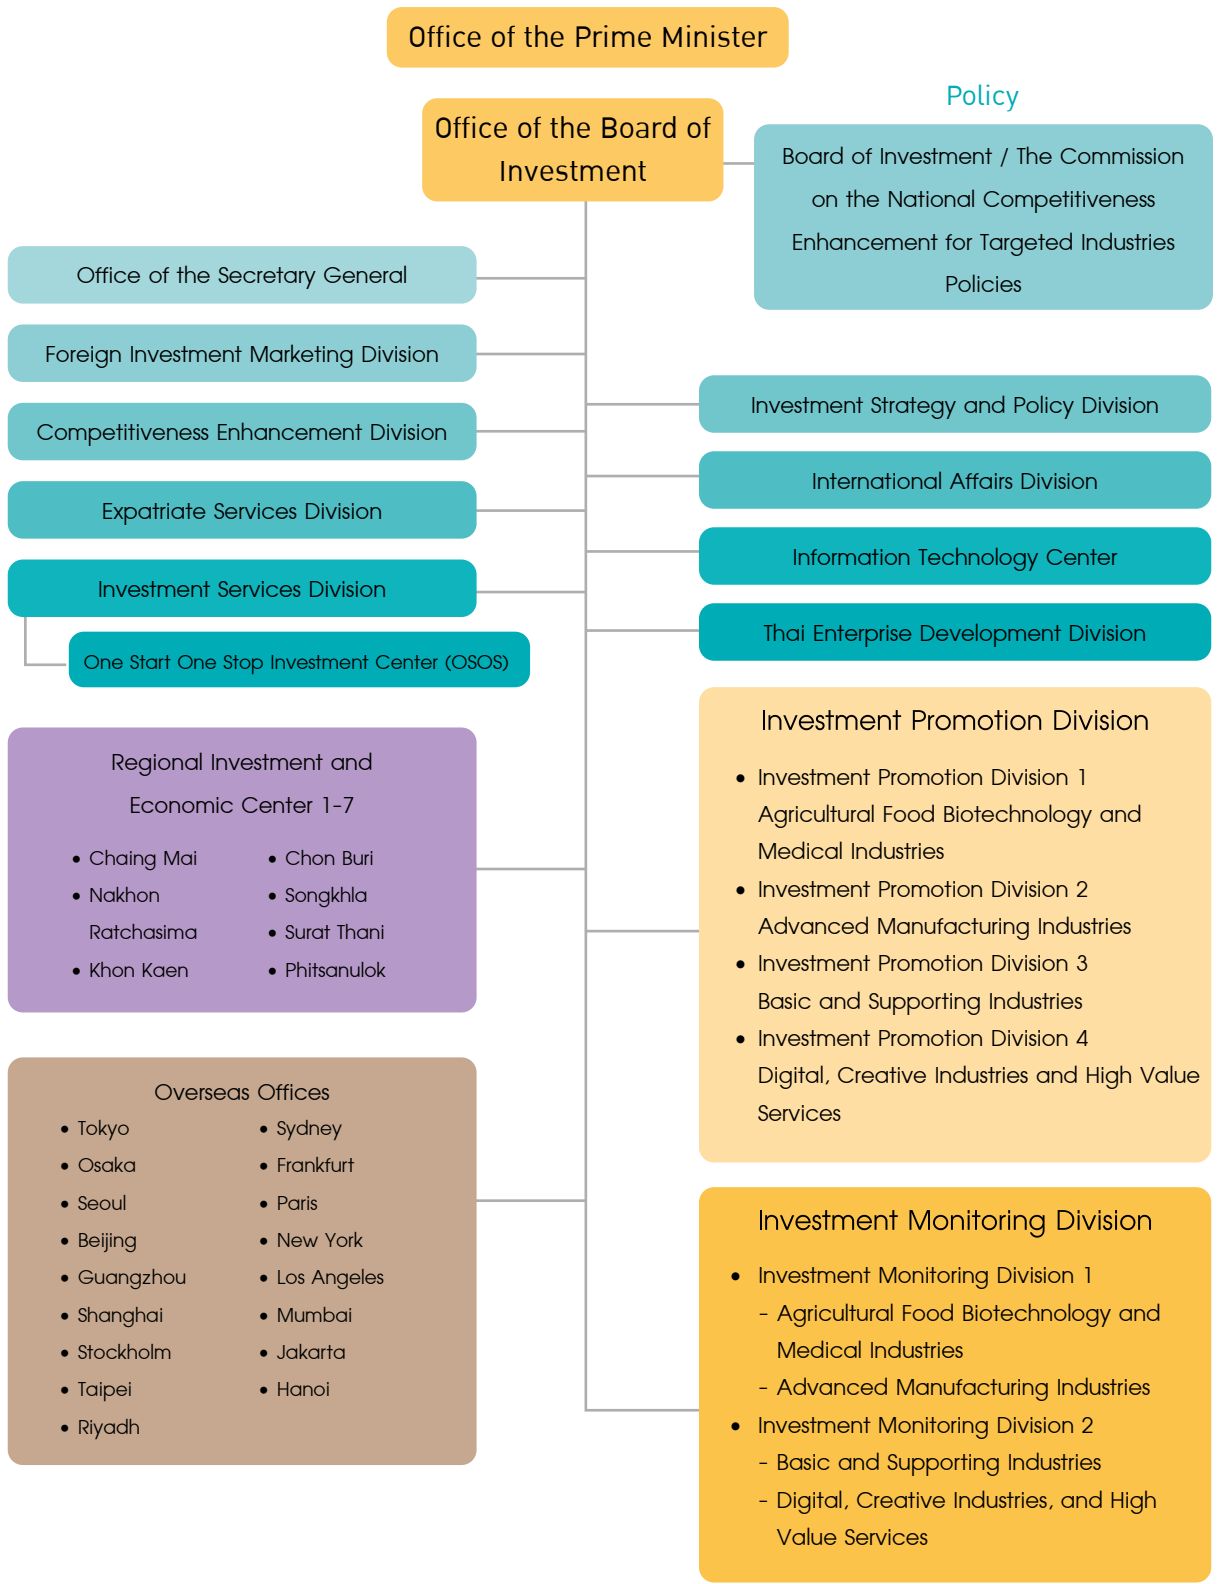 Office of the Prime Minister
Office of the Board of
Investment
Policy
Board of Investment / The Commission
on the National Competitiveness
Enhancement for Targeted Industries
Policies
Office of the Secretary General
Foreign Investment Marketing Division
Competitiveness Enhancement Division
Expatriate Services Division
Investment Services Division
One Start One Stop Investment Center (OSOS)
Investment Strategy and Policy Division
International Affairs Division
Information Technology Center
Thai Enterprise Development Division
Regional Investment and
Economic Center 1-7
• Chaing Mai
• Nakhon
Ratchasima
• Khon Kaen
• Chon Buri
• Songkhla
• Surat Thani
• Phitsanulok
Overseas Offices
• Tokyo
• Osaka
• Seoul
• Beijing
• Guangzhou
• Shanghai
• Stockholm
• Taipei
• Riyadh
• Sydney
• Frankfurt
• Paris
• New York
• Los Angeles
• Mumbai
• Jakarta
• Hanoi
Investment Promotion Division
• Investment Promotion Division 1
Agricultural Food Biotechnology and
Medical Industries
• Investment Promotion Division 2
Advanced Manufacturing Industries
• Investment Promotion Division 3
Basic and Supporting Industries
• Investment Promotion Division 4
Digital, Creative Industries and High Value
Services
Investment Monitoring Division
• Investment Monitoring Division 1
- Agricultural Food Biotechnology and
Medical Industries
- Advanced Manufacturing Industries
• Investment Monitoring Division 2
- Basic and Supporting Industries
- Digital, Creative Industries, and High
Value Services